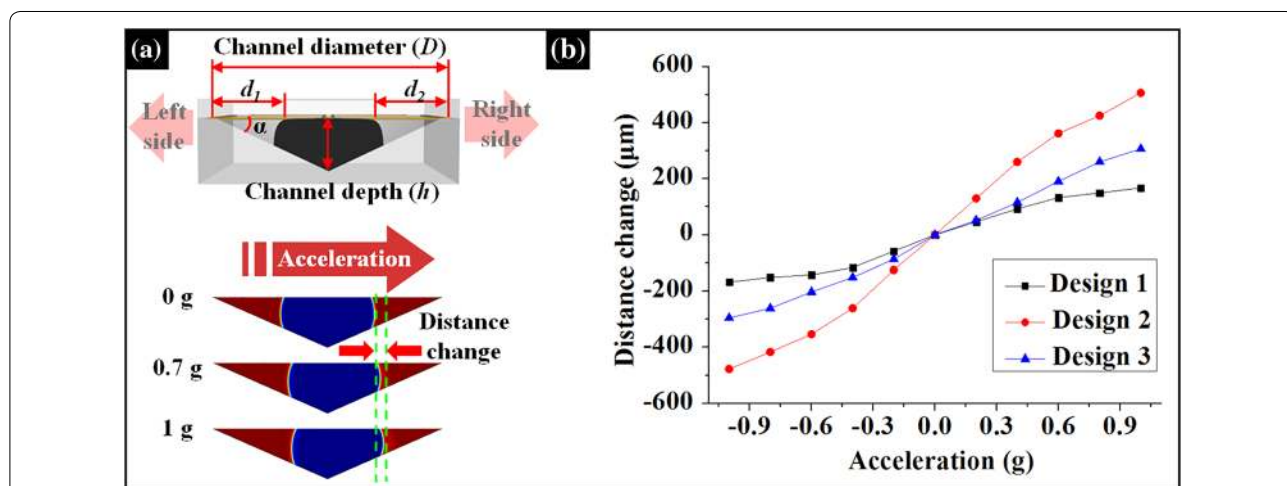 (a)
Channel diameter (D)
d1
d2
Left
side
Right
side
α
Channel depth (h)
Acceleration
0 g
0.7 g
1 g
Distance
change
(b)
Distance change (μm)
600
400
200
0
-200
-400
-600
-0.9 -0.6 -0.3 0.0 0.3 0.6 0.9
Acceleration (g)
Design 1
Design 2
Design 3